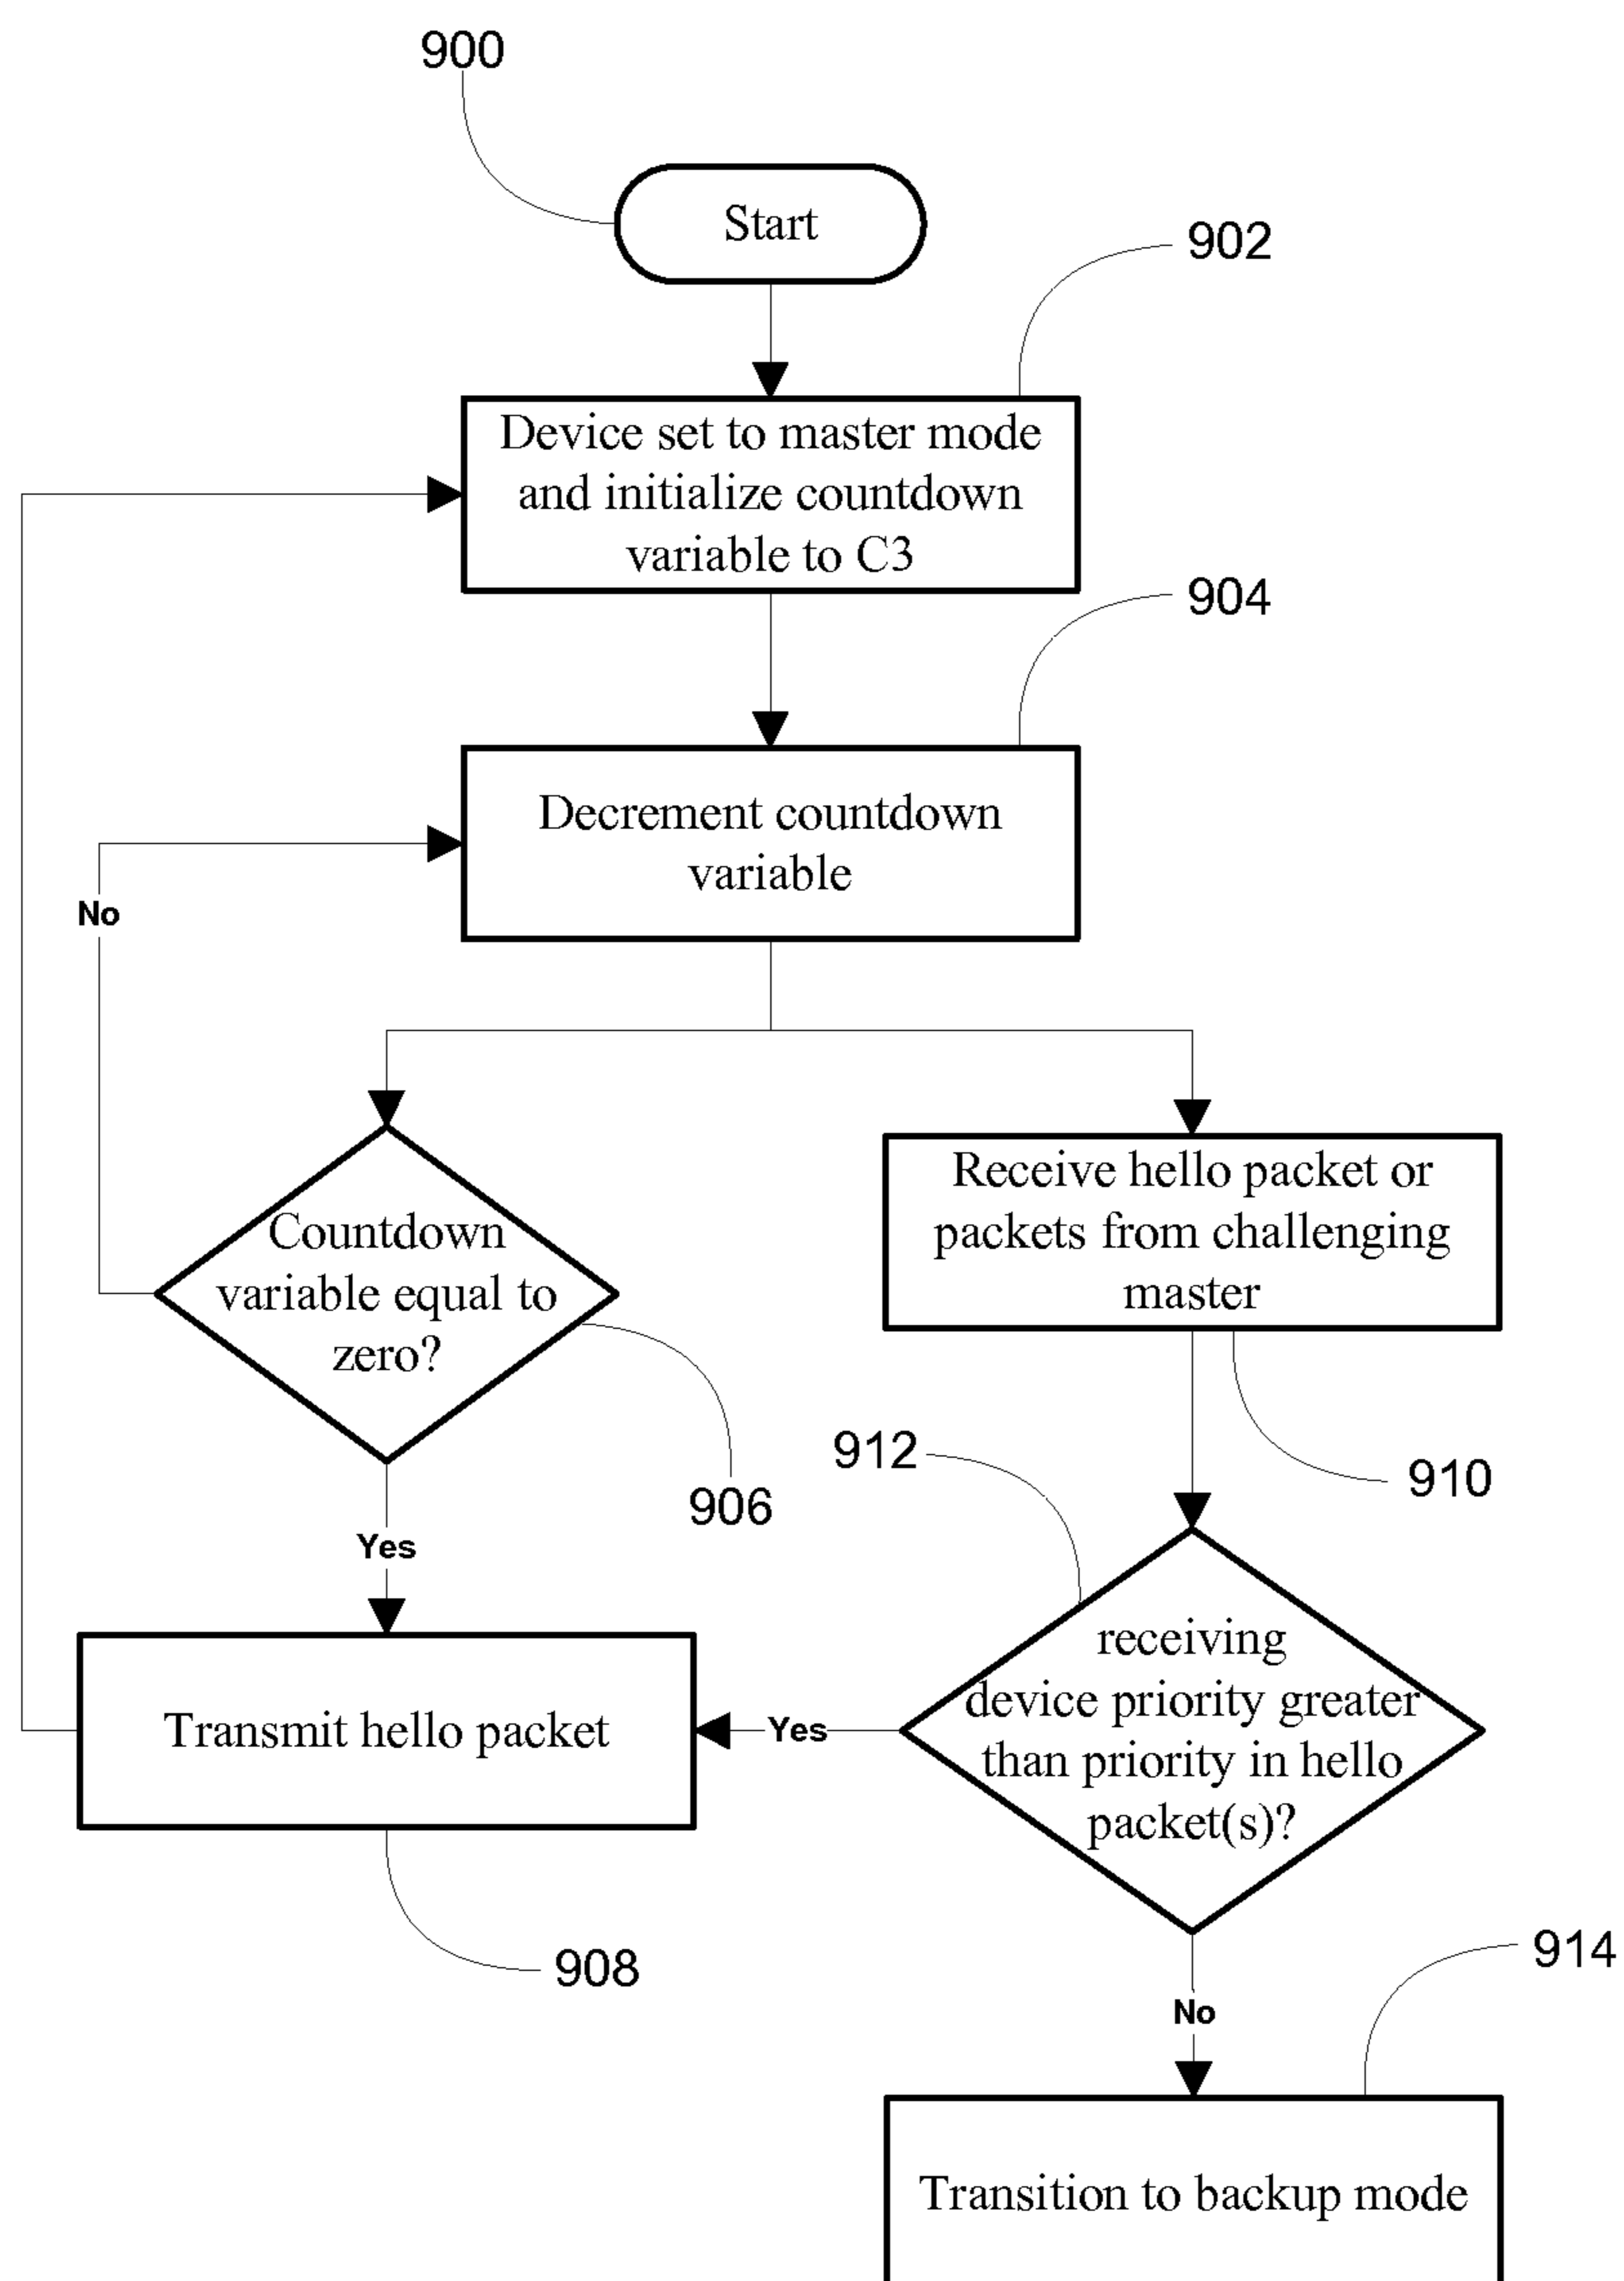 900
Start
902
Device set to master mode
and initialize countdown
variable to C3
904
Decrement countdown
variable
No
Countdown
variable equal to
zero?
906
Receive hello packet or
packets from challenging
master
910
912
Yes
receiving
device priority greater
than priority in hello
packet(s)?
Transmit hello packet
Yes
908
914
No
Transition to backup mode